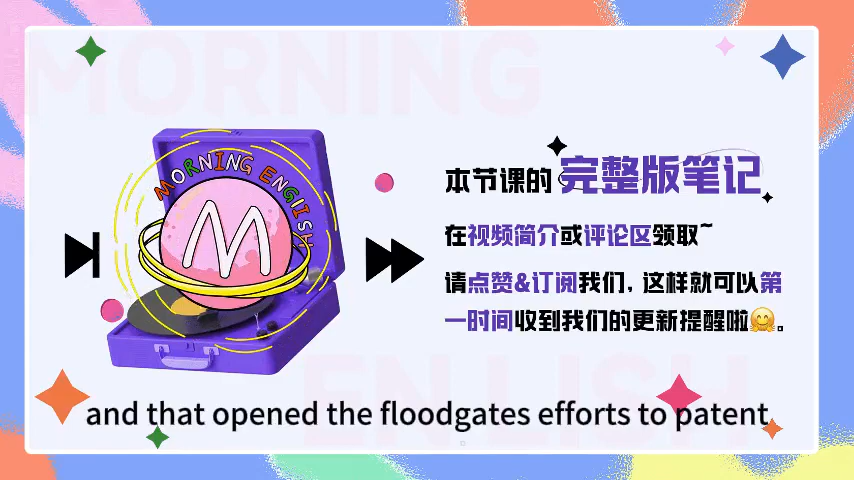 MORNING
MORNING ENGLISH
M
本节课的 完整版笔记
在视频简介或评论区领取~
请点赞&订阅我们，这样就可以第
一时间收到我们的更新提醒啦🤗。
ENLISH
and that opened the floodgates efforts to patent